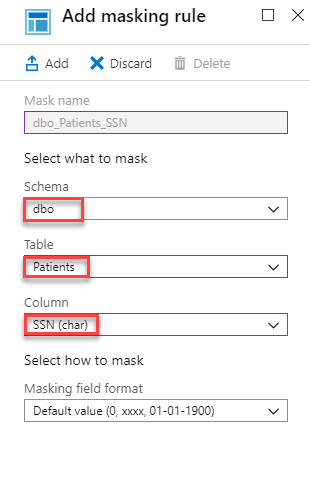 Add masking rule
Add Discard Delete
Mask name
dbo_Patients_SSN
Select what to mask
Schema
dbo
Table
Patients
Column
SSN (char)
Select how to mask
Masking field format
Default value (0, xxxx, 01-01-1900)